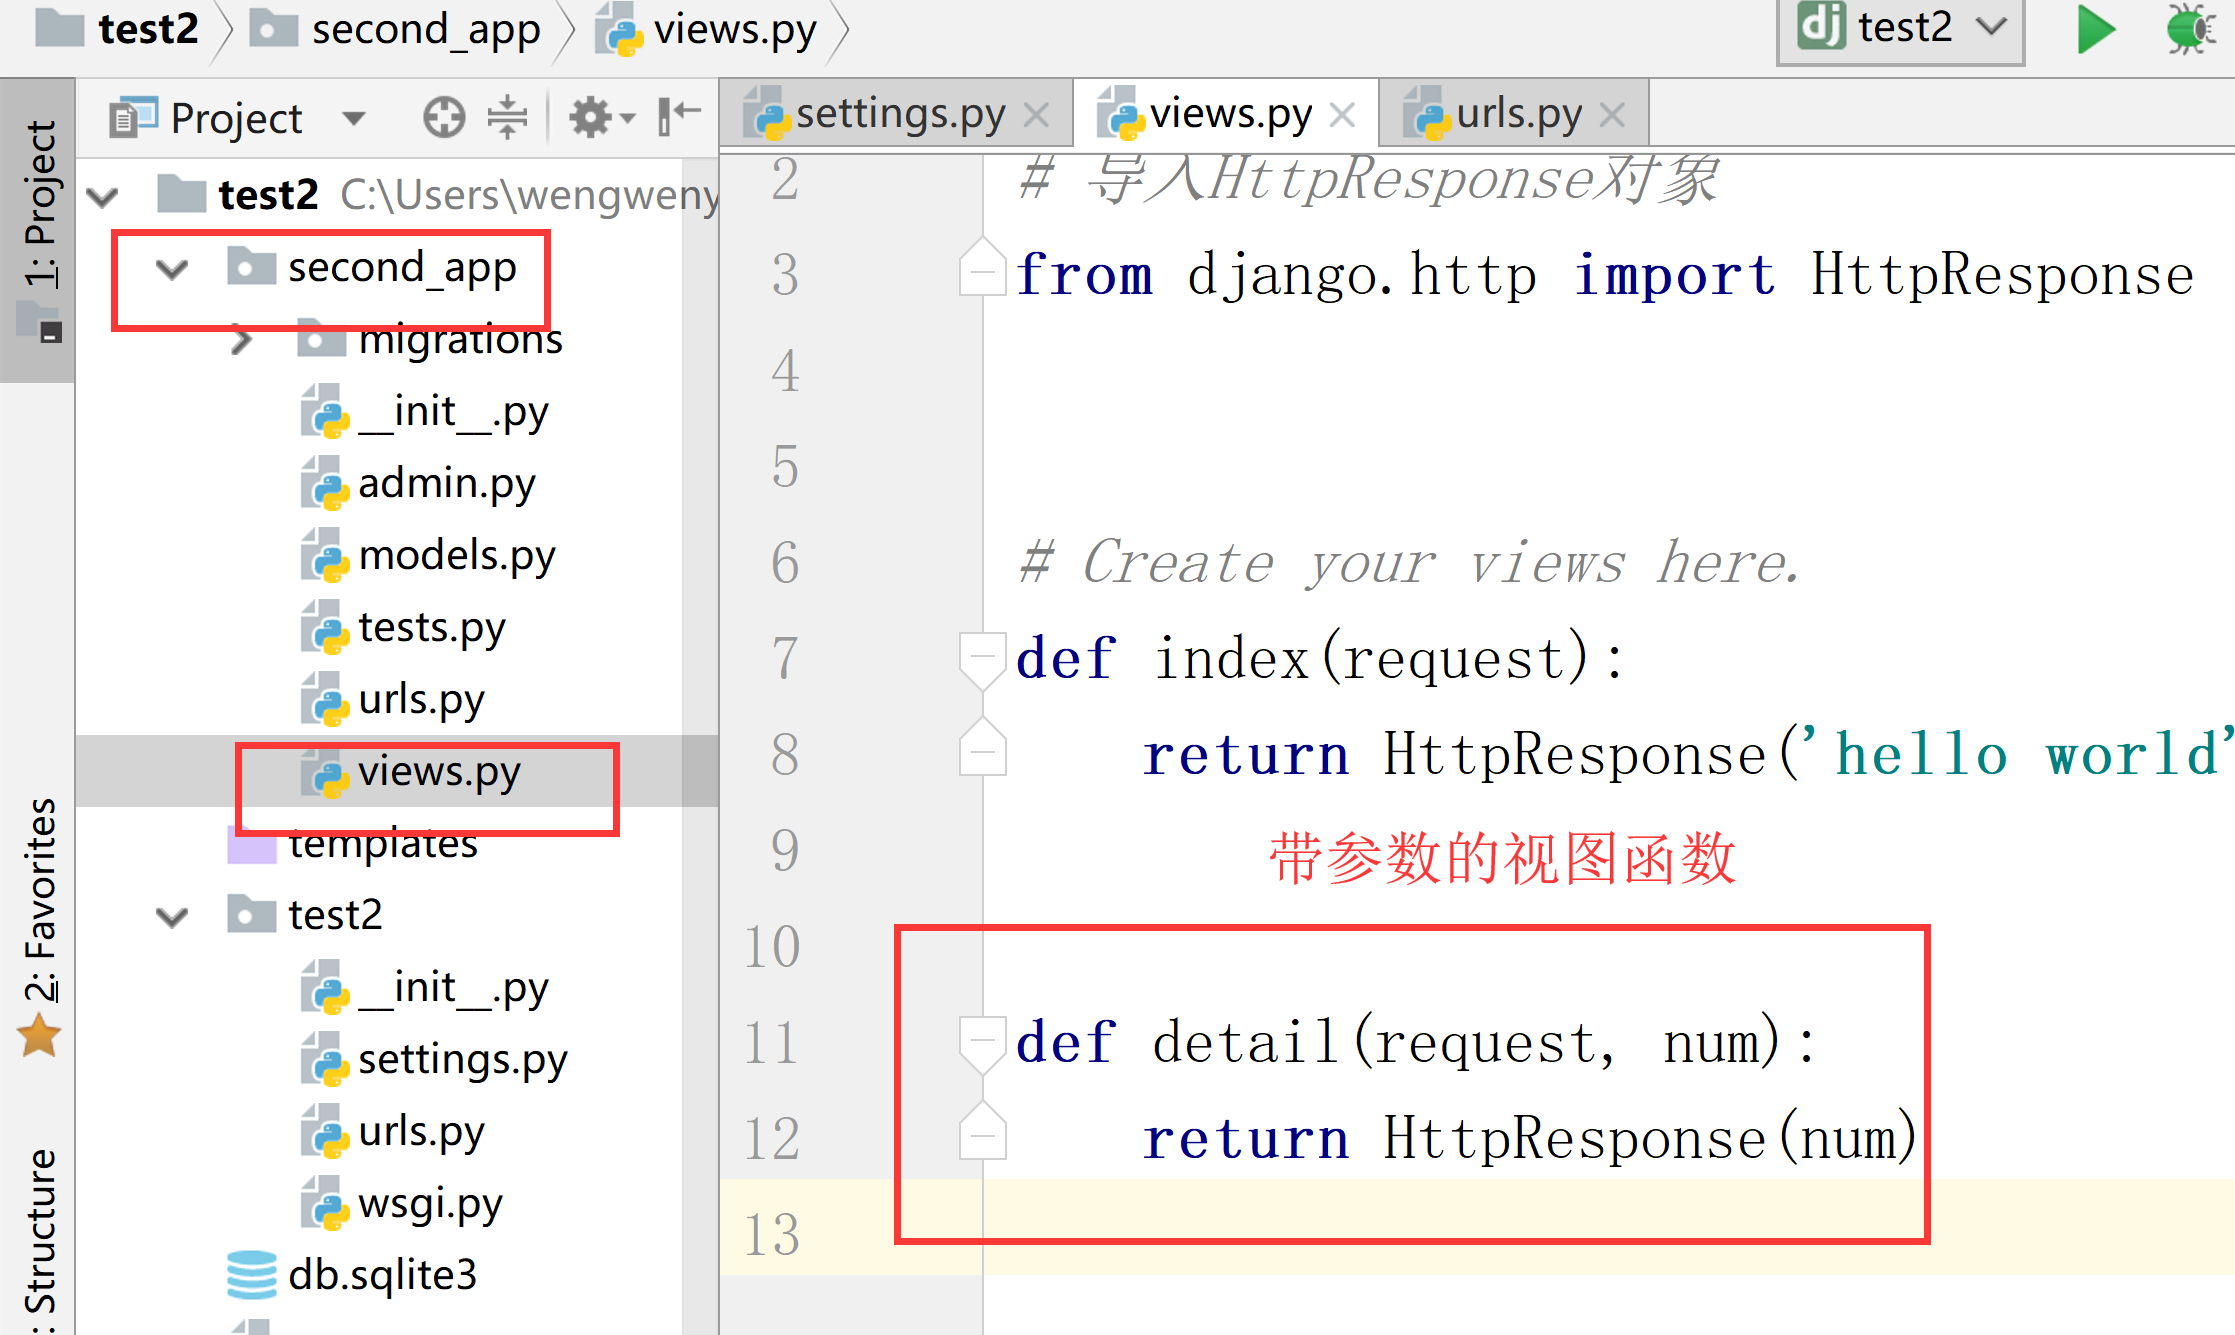 test2 second_app views.py
test2
1: Project
2: Favorites
: Structure
Project
test2 C:\Users\wengweny
second_app
migrations
__init__.py
admin.py
models.py
tests.py
urls.py
views.py
templates
test2
__init__.py
settings.py
urls.py
wsgi.py
db.sqlite3
settings.py views.py urls.py
2 # 导入HttpResponse对象
3 from django.http import HttpResponse
4
5
6 # Create your views here.
7 def index(request):
8 return HttpResponse('hello world'
9 带参数的视图函数
10
11 def detail(request, num):
12 return HttpResponse(num)
13